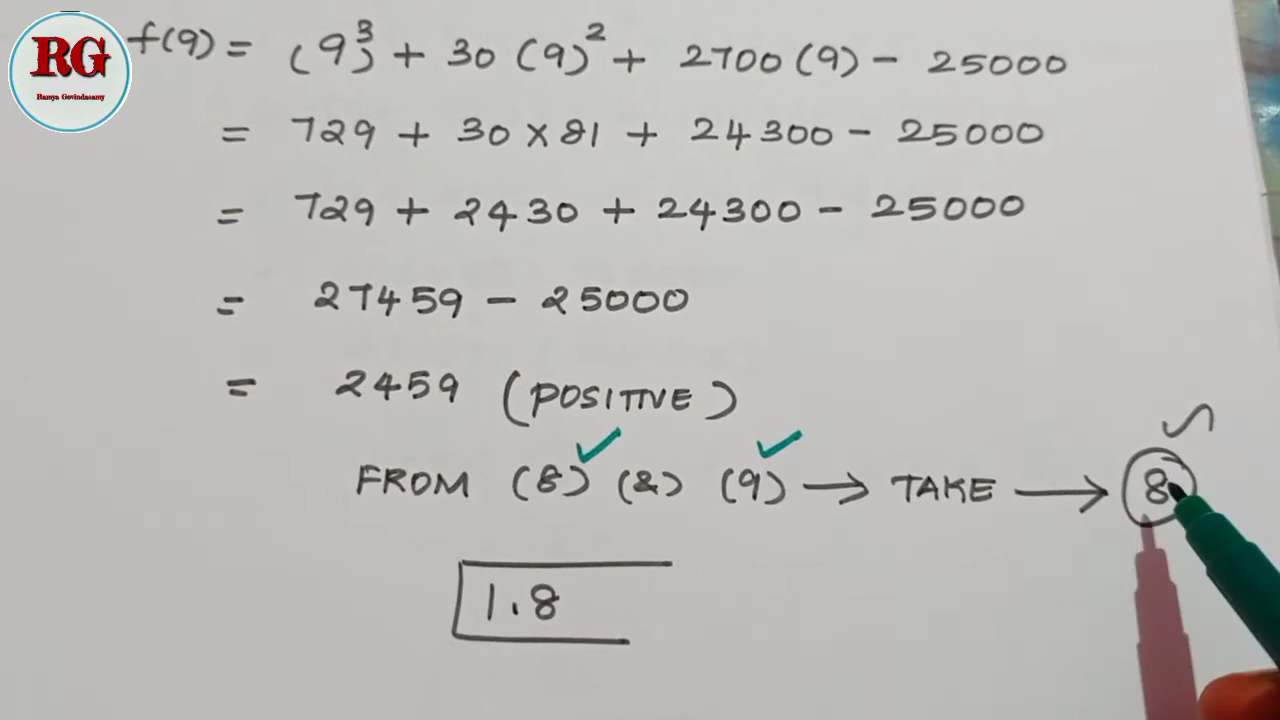 RG
Ramya Govindasamy
f(9) = (9)³ + 30 (9)² + 2700 (9) - 25000
= 729 + 30 × 81 + 24300 - 25000
= 729 + 2430 + 24300 - 25000
= 27459 - 25000
= 2459 (POSITIVE)
FROM (8) (&) (9) → TAKE → 8
1.8